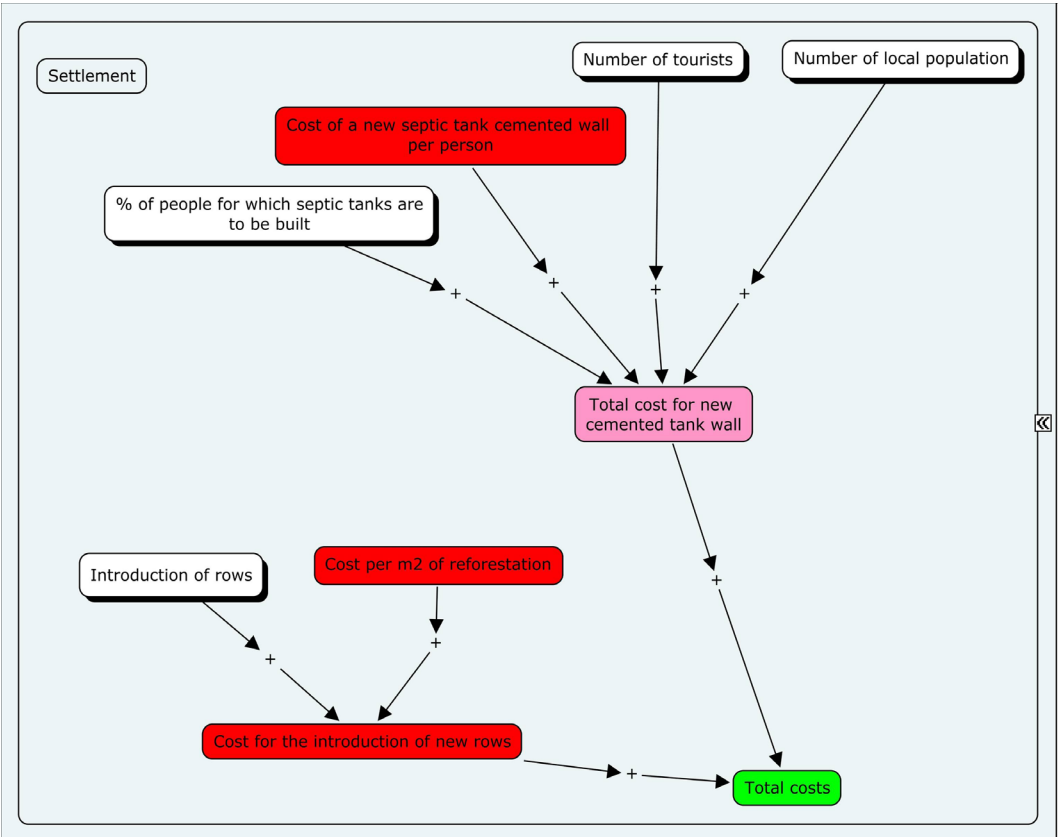 Settlement
Number of tourists
Number of local population
Cost of a new septic tank cemented wall
per person
% of people for which septic tanks are
to be built
+
+
+
+
Total cost for new
cemented tank wall
Introduction of rows
Cost per m2 of reforestation
+
+
+
Cost for the introduction of new rows
+
Total costs